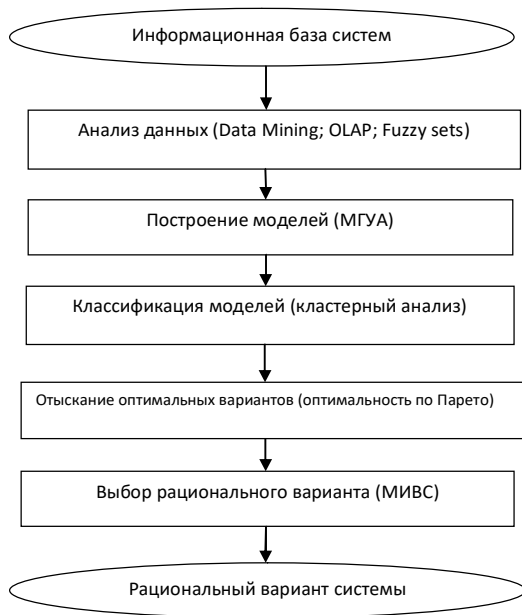 Информационная база систем
Анализ данных (Data Mining; OLAP; Fuzzy sets)
Построение моделей (МГУА)
Классификация моделей (кластерный анализ)
Отыскание оптимальных вариантов (оптимальность по Парето)
Выбор рационального варианта (МИВС)
Рациональный вариант системы